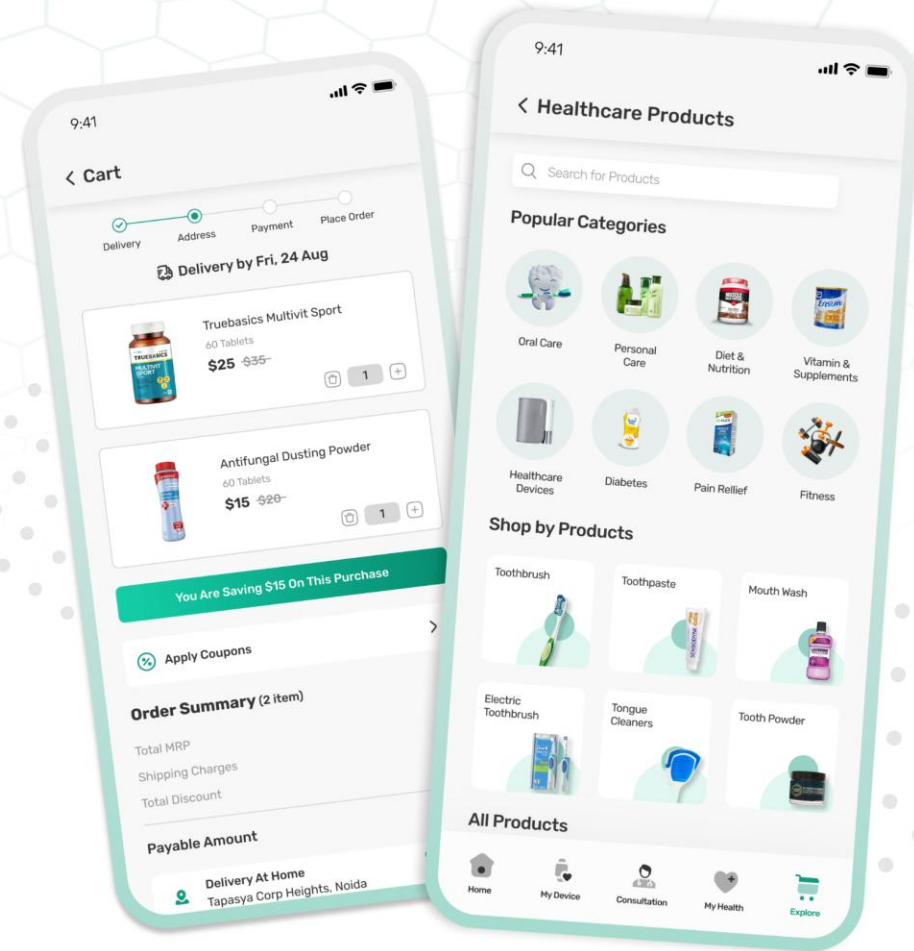 9:41
Cart
Delivery
Address
Payment
Place Order
Delivery by Fri, 24 Aug
TRUEBASICS
MULTIVIT
SPORT
Truebasics Multivit Sport
60 Tablets
$25 $35
1
Antifungal Dusting Powder
60 Tablets
$15 $20
1
You Are Saving $15 On This Purchase
Apply Coupons
Order Summary (2 item)
Total MRP
Shipping Charges
Total Discount
Payable Amount
Delivery At Home
Tapasya Corp Heights, Noida
9:41
Healthcare Products
Search for Products
Popular Categories
ENSURE
Oral Care
Personal
Care
Diet &
Nutrition
Vitamin &
Supplements
Healthcare
Devices
Diabetes
Pain Rellief
Fitness
Shop by Products
Toothbrush
Toothpaste
Mouth Wash
SENSODYNE
Electric
Toothbrush
Tongue
Cleaners
Tooth Powder
All Products
Home
My Device
Consultation
My Health
Explore